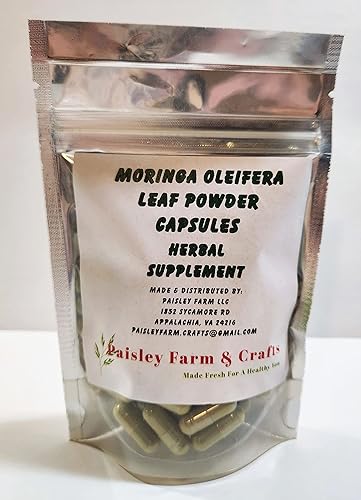 MORINGA OLEIFERA
LEAF POWDER
CAPSULES
HERBAL
SUPPLEMENT
MADE & DISTRIBUTED BY:
PAISLEY FARM LLC
1852 SYCAMORE RD
APPALACHIA, VA 24216
PAISLEYFARM.CRAFTS@GMAIL.COM
Paisley Farm & Crafts
Made Fresh For A Healthy You